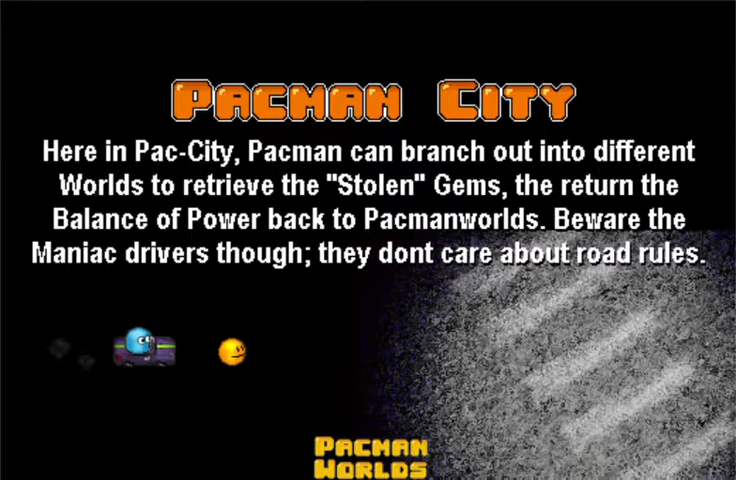 Pacman City
Here in Pac-City, Pacman can branch out into different
Worlds to retrieve the "Stolen" Gems, the return the
Balance of Power back to Pacmanworlds. Beware the
Maniac drivers though; they dont care about road rules.
Pacman
Worlds